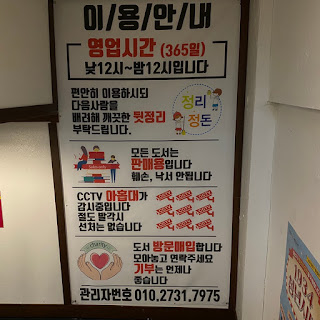 이/용/안/내
영업시간 (365일)
낮12시~밤12시입니다
편안히 이용하시되
다음사람을
배려해 깨끗한 뒷정리
부탁드립니다.
정리
정돈
모든 도서는
판매용입니다
훼손, 낙서 안됩니다
CCTV 아홉대가
감시중입니다
절도 발각시
선처는 없습니다
charity
도서 방문매입합니다
모아놓고 연락주세요
기부는 언제나
좋습니다
관리자번호 010.2731.7975